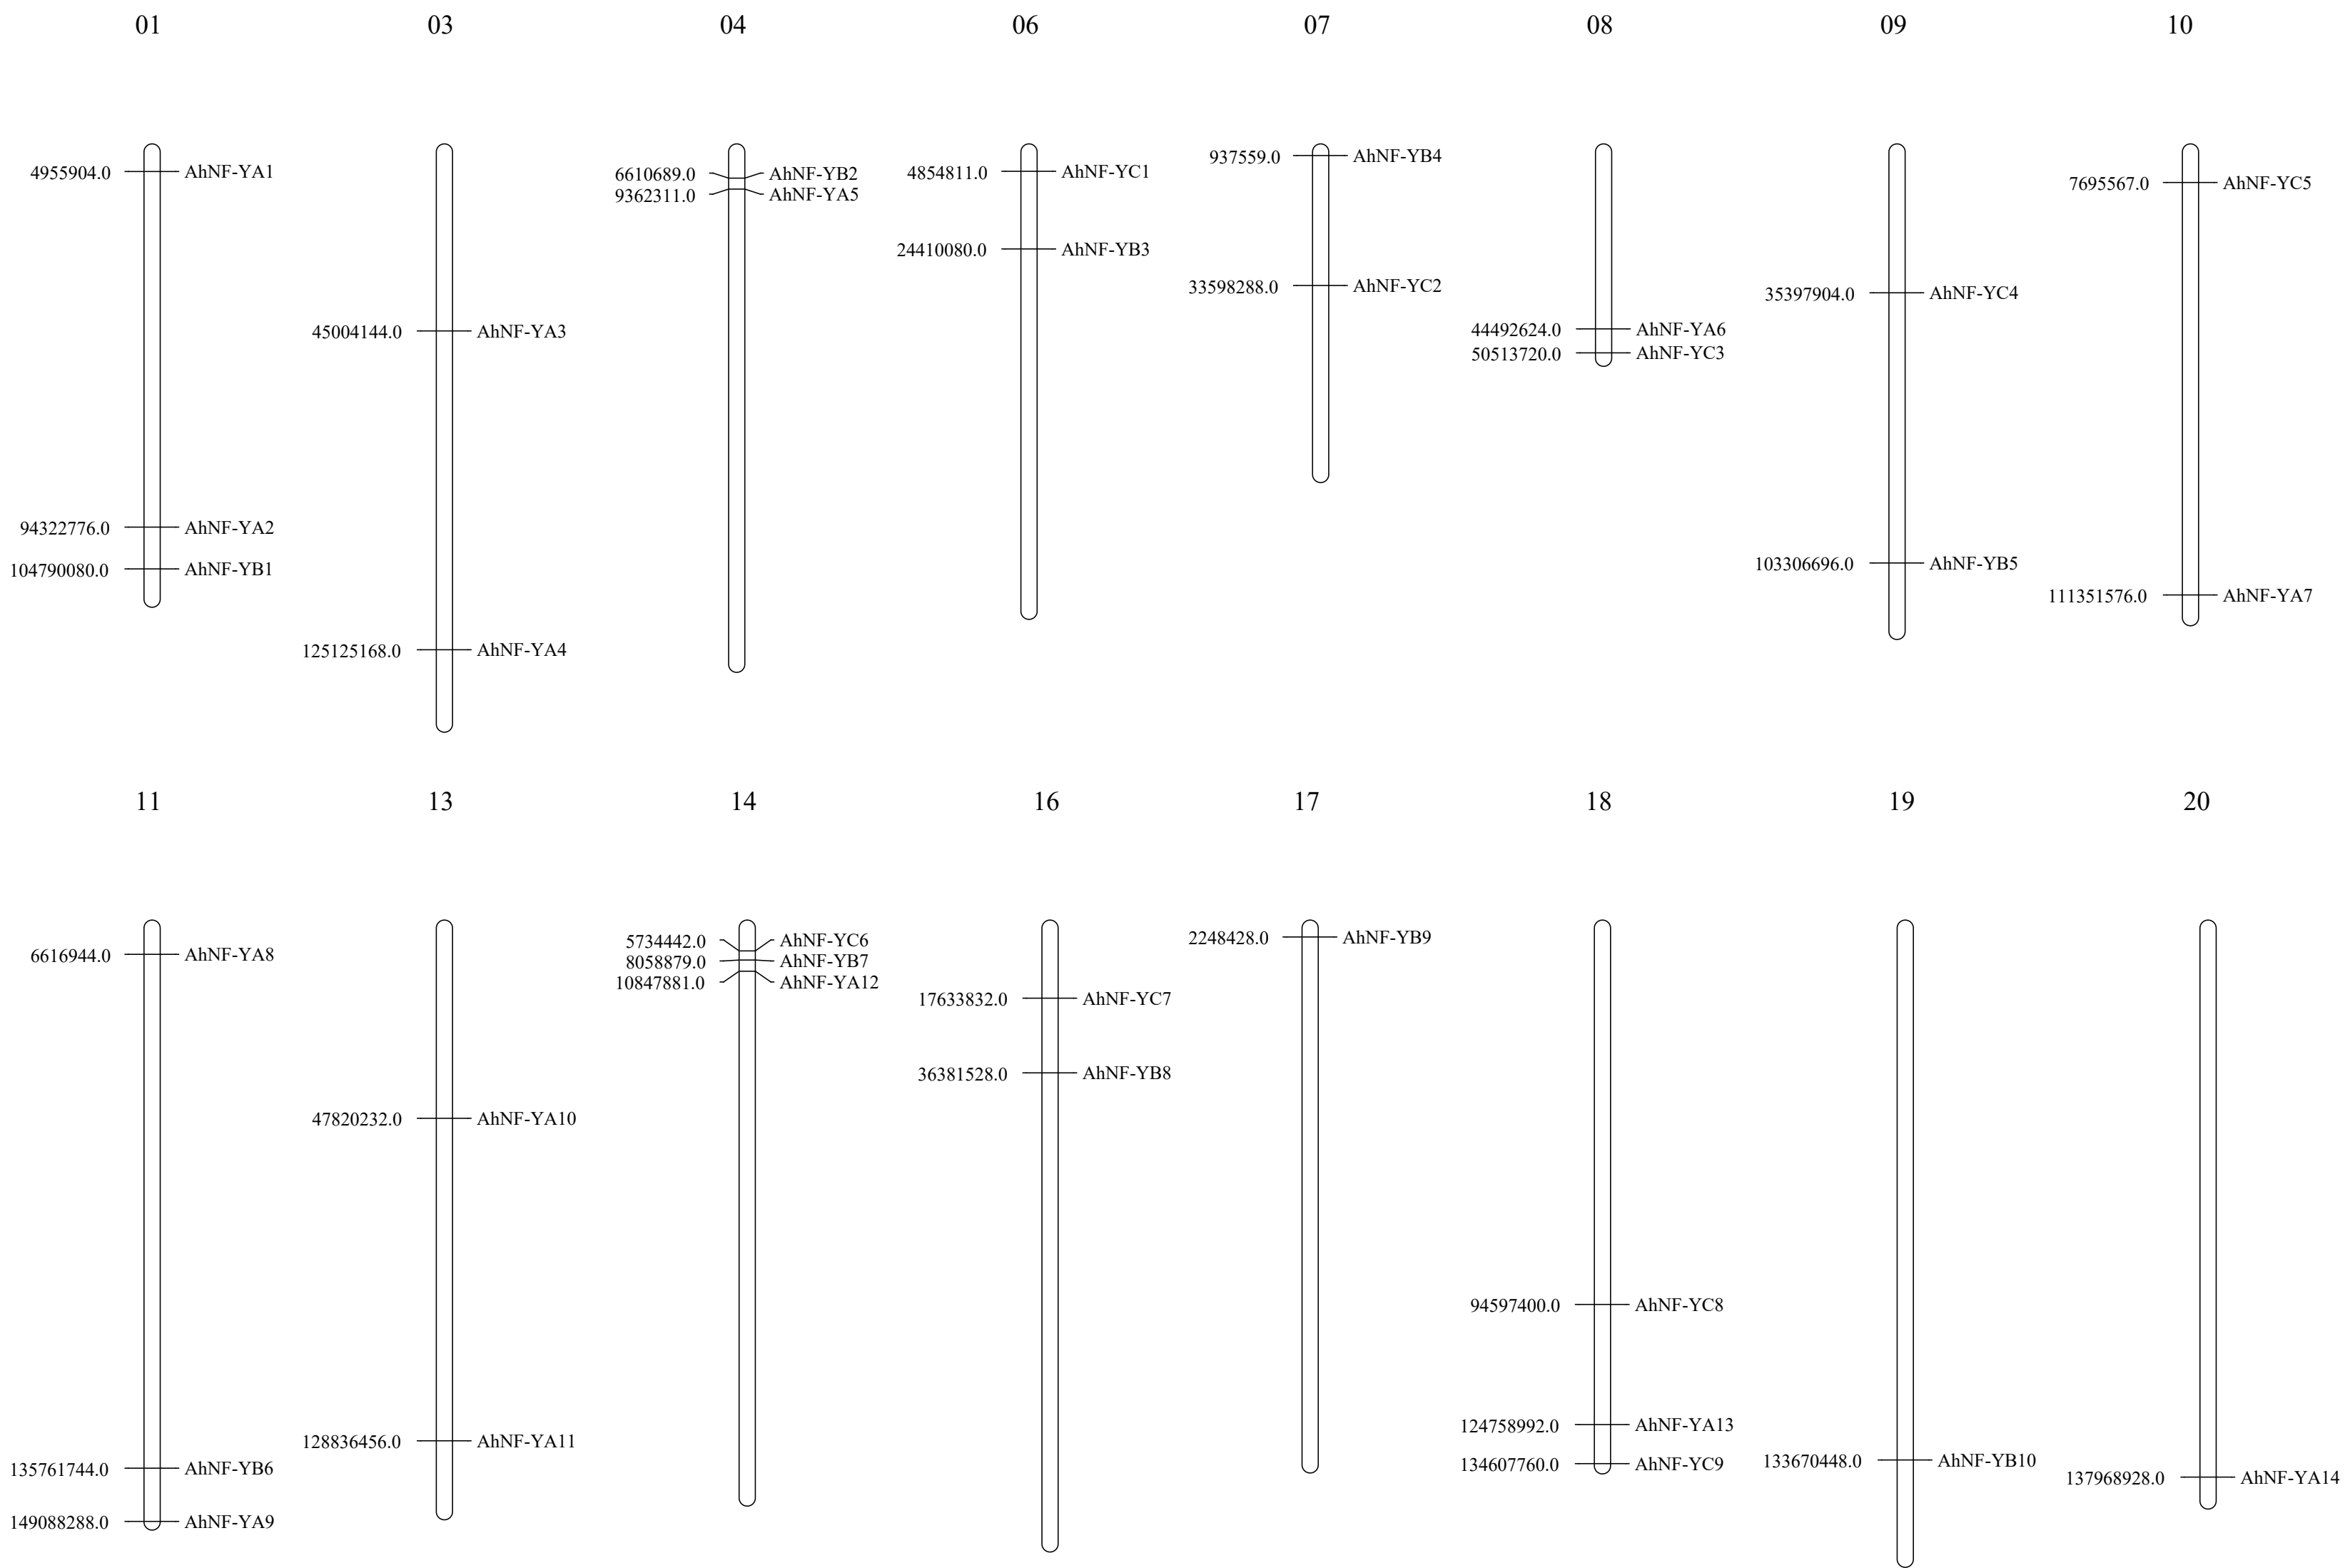 01 03 04 06 07 08 09 10
937559.0 AhNF-YB4
4955904.0 AhNF-YA1
6610689.0 AhNF-YB2
4854811.0 AhNF-YC1
7695567.0 AhNF-YC5
9362311.0 AhNF-YA5
24410080.0 AhNF-YB3
33598288.0 AhNF-YC2
35397904.0 AhNF-YC4
45004144.0 AhNF-YA3
44492624.0 AhNF-YA6
50513720.0 AhNF-YC3
94322776.0 AhNF-YA2
104790080.0 AhNF-YB1
103306696.0 AhNF-YB5
111351576.0 AhNF-YA7
125125168.0 AhNF-YA4
11 13 14 16 17 18 19 20
2248428.0 AhNF-YB9
5734442.0 AhNF-YC6
6616944.0 AhNF-YA8
8058879.0 AhNF-YB7
10847881.0 AhNF-YA12
17633832.0 AhNF-YC7
36381528.0 AhNF-YB8
47820232.0 AhNF-YA10
94597400.0 AhNF-YC8
124758992.0 AhNF-YA13
128836456.0 AhNF-YA11
133670448.0 AhNF-YB10
134607760.0 AhNF-YC9
135761744.0 AhNF-YB6
137968928.0 AhNF-YA14
149088288.0 AhNF-YA9